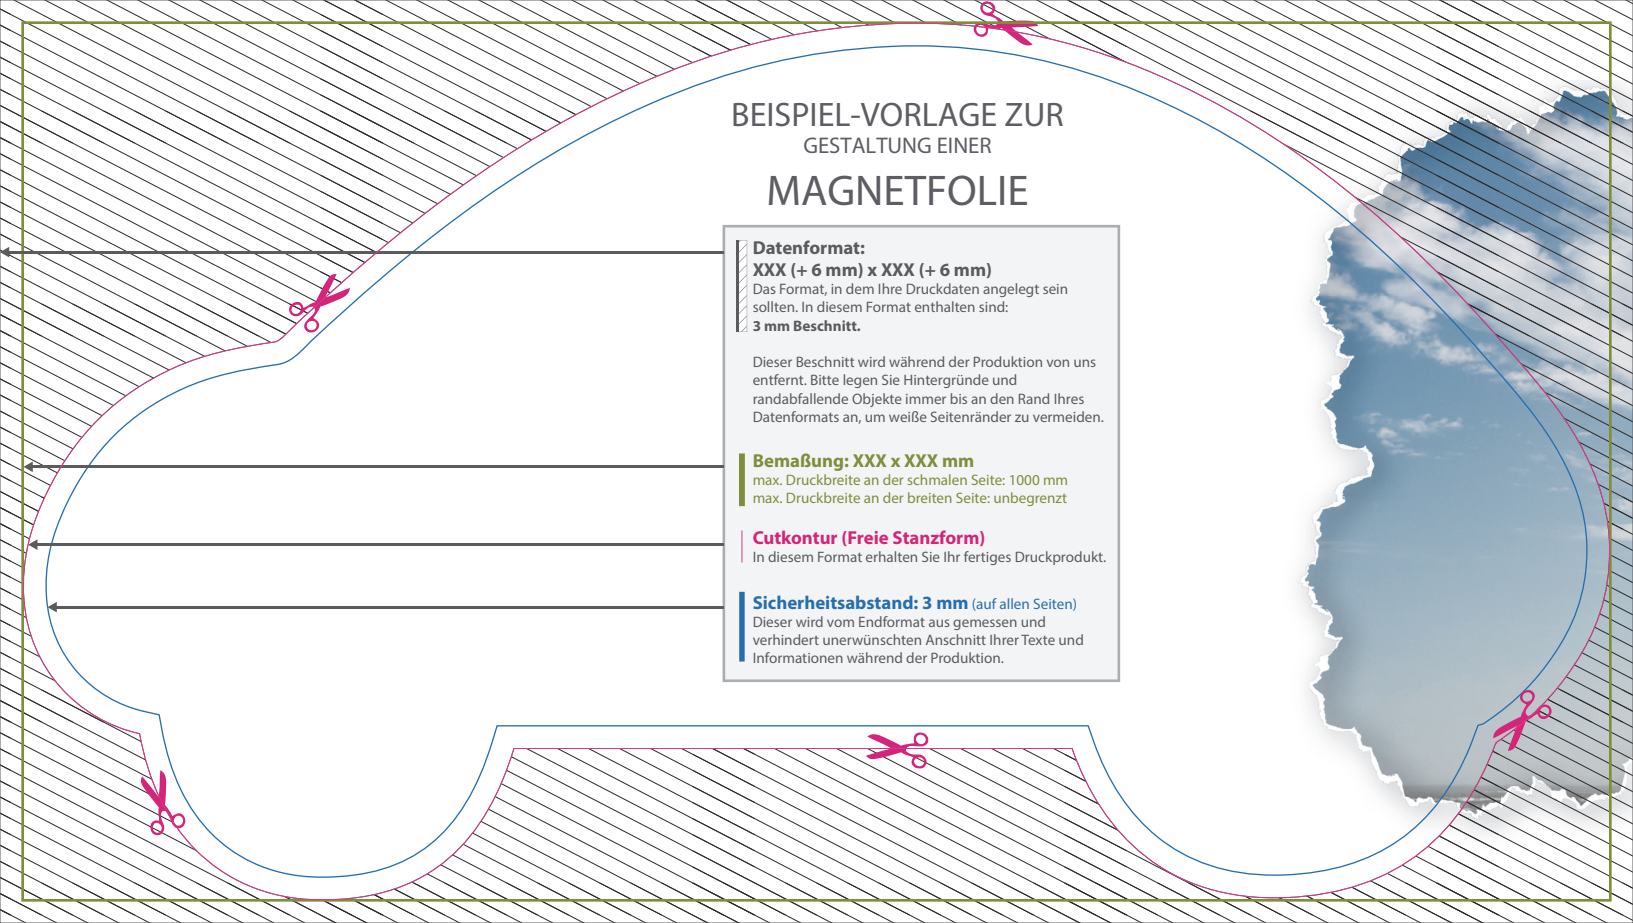 BEISPIEL-VORLAGE ZUR
GESTALTUNG EINER
MAGNETFOLIE
Datenformat:
XXX (+ 6 mm) x XXX (+ 6 mm)
Das Format, in dem Ihre Druckdaten angelegt sein
sollten. In diesem Format enthalten sind:
3 mm Beschnitt.
Dieser Beschnitt wird während der Produktion von uns
entfernt. Bitte legen Sie Hintergründe und
randabfallende Objekte immer bis an den Rand Ihres
Datenformats an, um weiße Seitenränder zu vermeiden.
Bemaßung: XXX x XXX mm
max. Druckbreite an der schmalen Seite: 1000 mm
max. Druckbreite an der breiten Seite: unbegrenzt
Cutkontur (Freie Stanzform)
In diesem Format erhalten Sie Ihr fertiges Druckprodukt.
Sicherheitsabstand: 3 mm (auf allen Seiten)
Dieser wird vom Endformat aus gemessen und
verhindert unerwünschten Anschnitt Ihrer Texte und
Informationen während der Produktion.